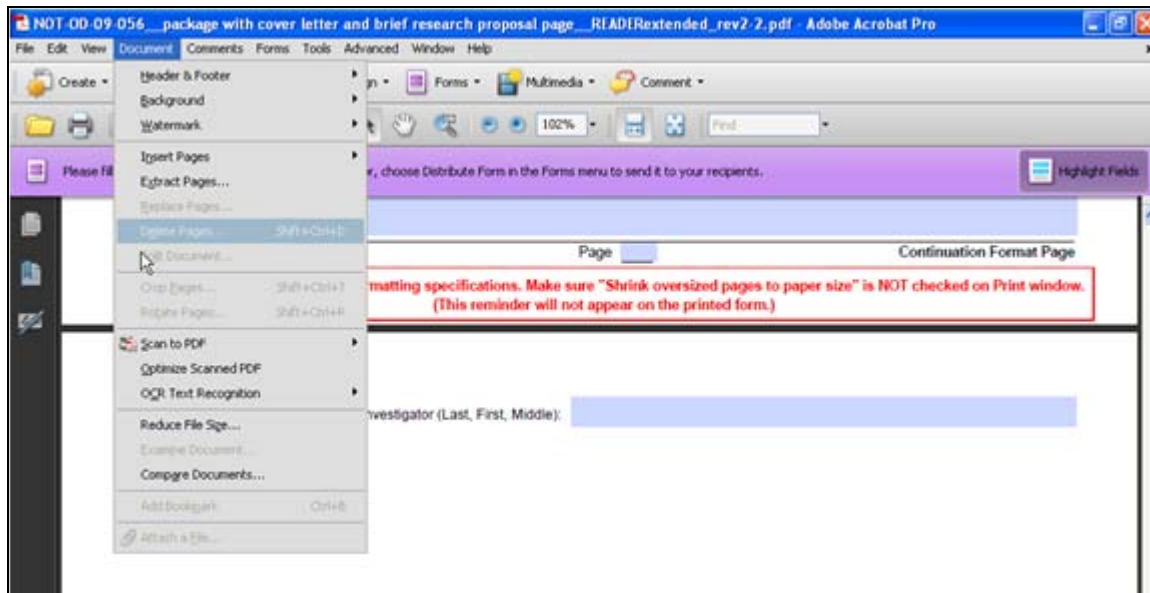 NOT-OD-09-056__package with cover letter and brief research proposal page__READERextended_rev2-2.pdf - Adobe Acrobat Pro
File Edit View Document Comments Forms Tools Advanced Window Help
Create
Forms
Multimedia
Comment
102%
Find
Please fil
r, choose Distribute Form in the Forms menu to send it to your recipients.
Highlight Fields
Header & Footer
Background
Watermark
Insert Pages
Extract Pages...
Replace Pages...
Delete Pages... Shift+Ctrl+D
Document...
Crop Pages... Shift+Ctrl+T
Rotate Pages... Shift+Ctrl+R
Scan to PDF
Optimize Scanned PDF
OCR Text Recognition
Reduce File Size...
Examine Document...
Compare Documents...
Add Bookmark Ctrl+B
Attach a File...
Page
Continuation Format Page
matting specifications. Make sure "Shrink oversized pages to paper size" is NOT checked on Print window.
(This reminder will not appear on the printed form.)
nvestigator (Last, First, Middle):